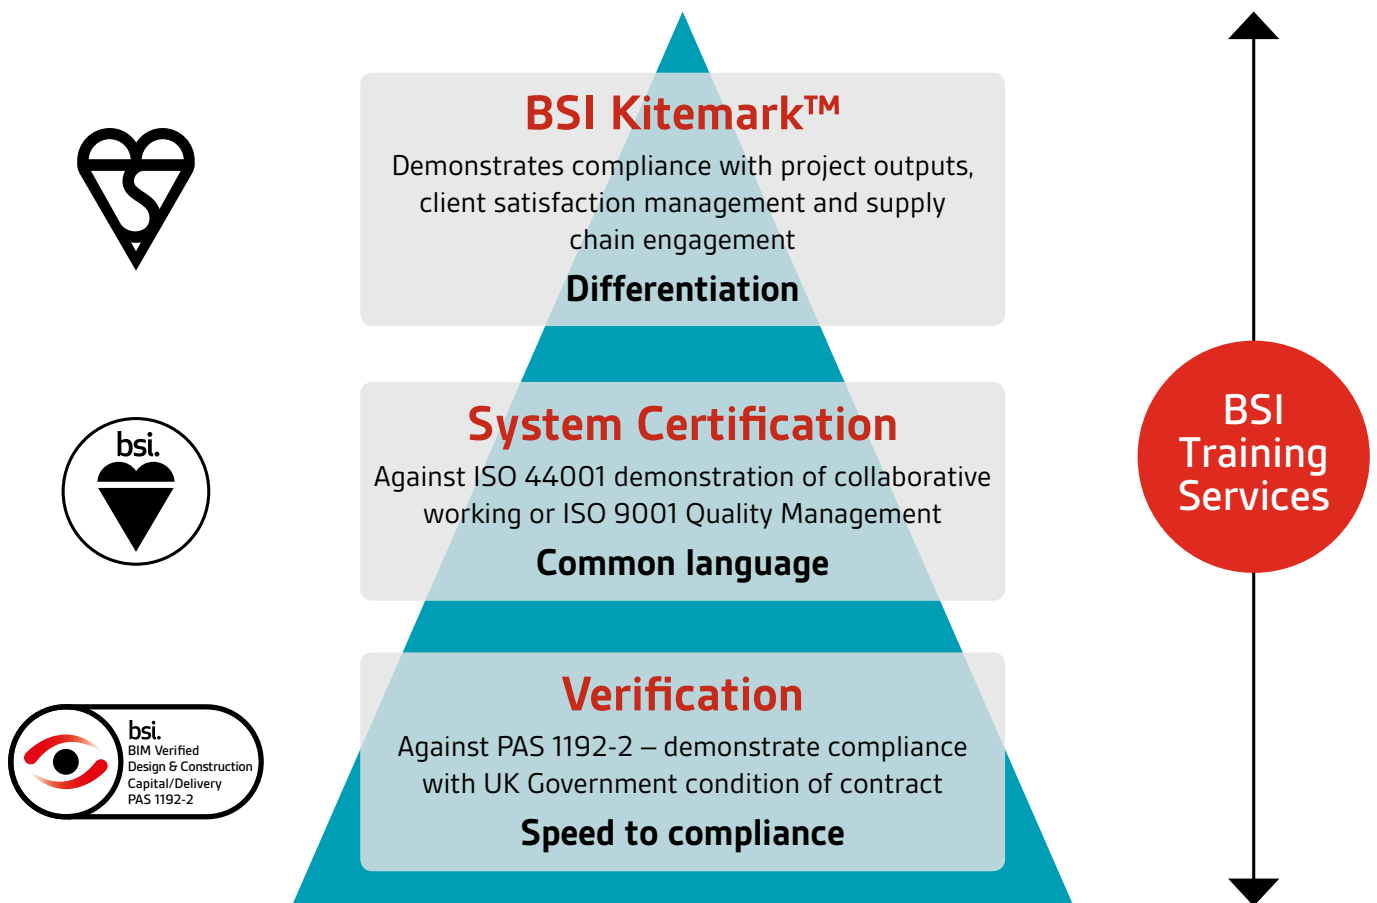 BSI Kitemark™
Demonstrates compliance with project outputs,
client satisfaction management and supply
chain engagement
Differentiation
bsi.
System Certification
Against ISO 44001 demonstration of collaborative
working or ISO 9001 Quality Management
Common language
BSI
Training
Services
bsi.
BIM Verified
Design & Construction
Capital/Delivery
PAS 1192-2
Verification
Against PAS 1192-2 – demonstrate compliance
with UK Government condition of contract
Speed to compliance